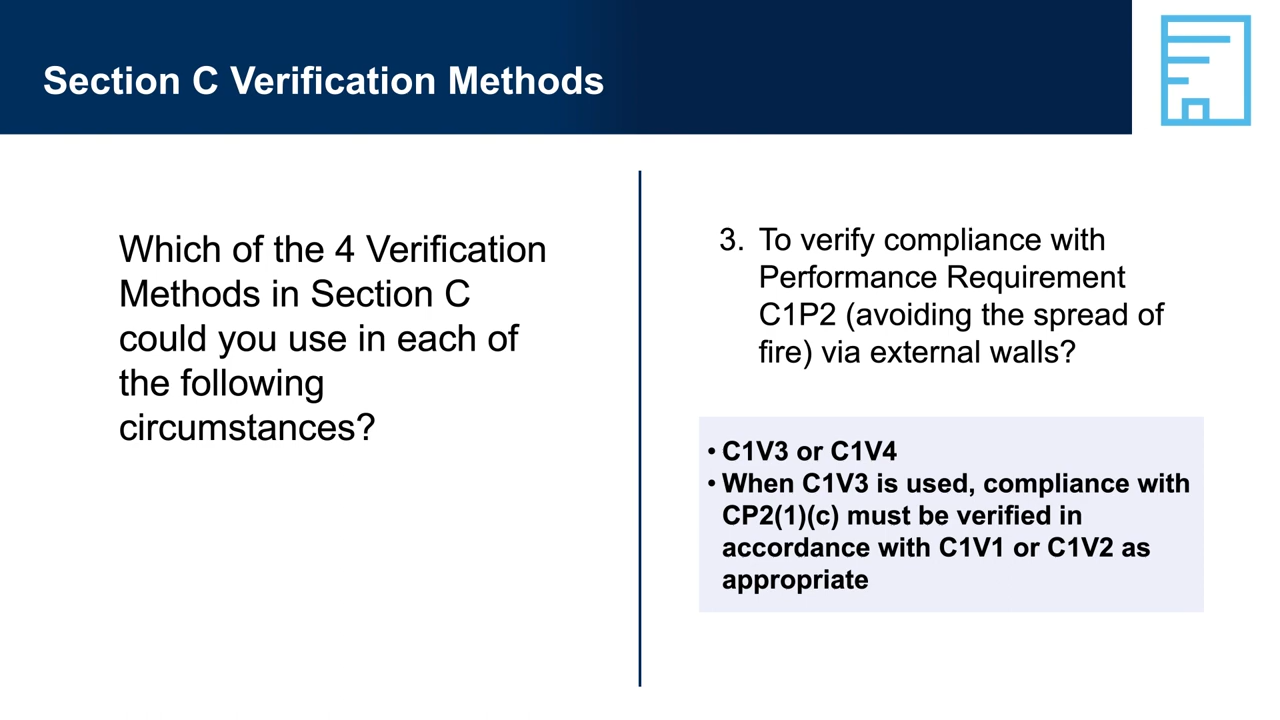 Section C Verification Methods
Which of the 4 Verification
Methods in Section C
could you use in each of
the following
circumstances?
3. To verify compliance with
Performance Requirement
C1P2 (avoiding the spread of
fire) via external walls?
• C1V3 or C1V4
• When C1V3 is used, compliance with
CP2(1)(c) must be verified in
accordance with C1V1 or C1V2 as
appropriate